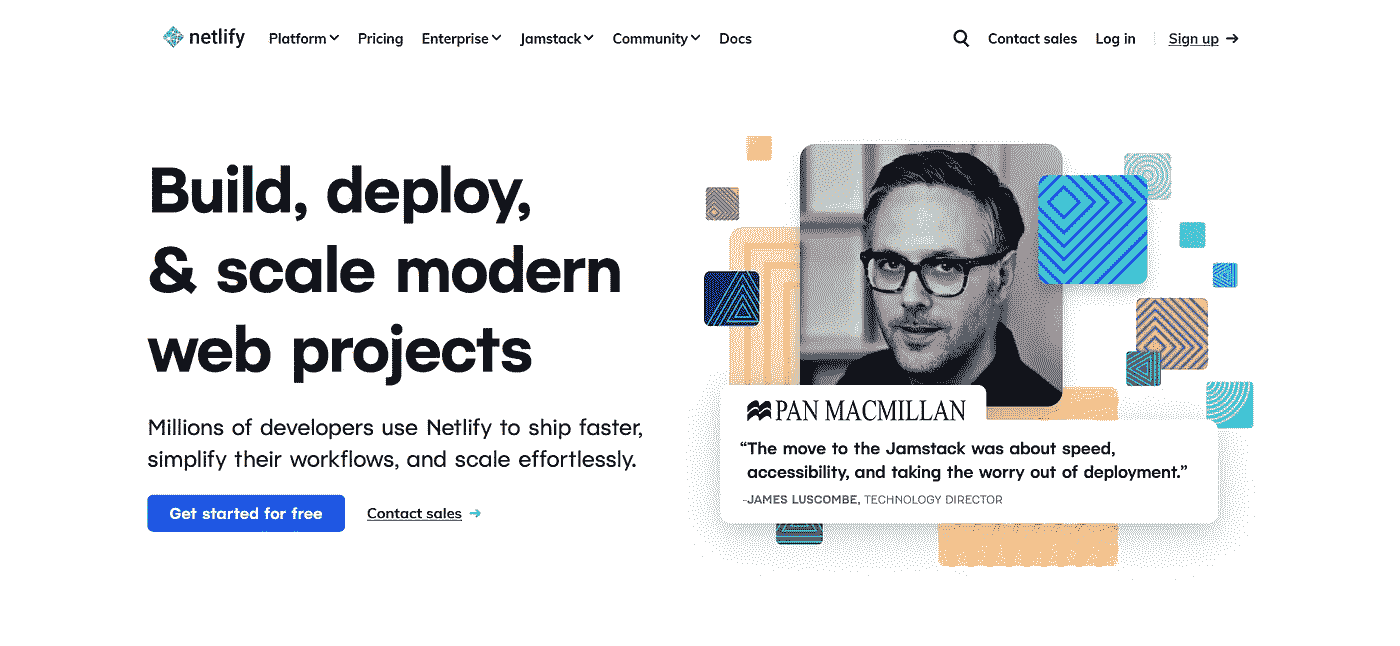 netlify Platform Pricing Enterprise Jamstack Community Docs Contact sales Log in Sign up →
Build, deploy,
& scale modern
web projects
Millions of developers use Netlify to ship faster,
simplify their workflows, and scale effortlessly.
Get started for free Contact sales →
PAN MACMILLAN
“The move to the Jamstack was about speed,
accessibility, and taking the worry out of deployment.”
–JAMES LUSCOMBE, TECHNOLOGY DIRECTOR